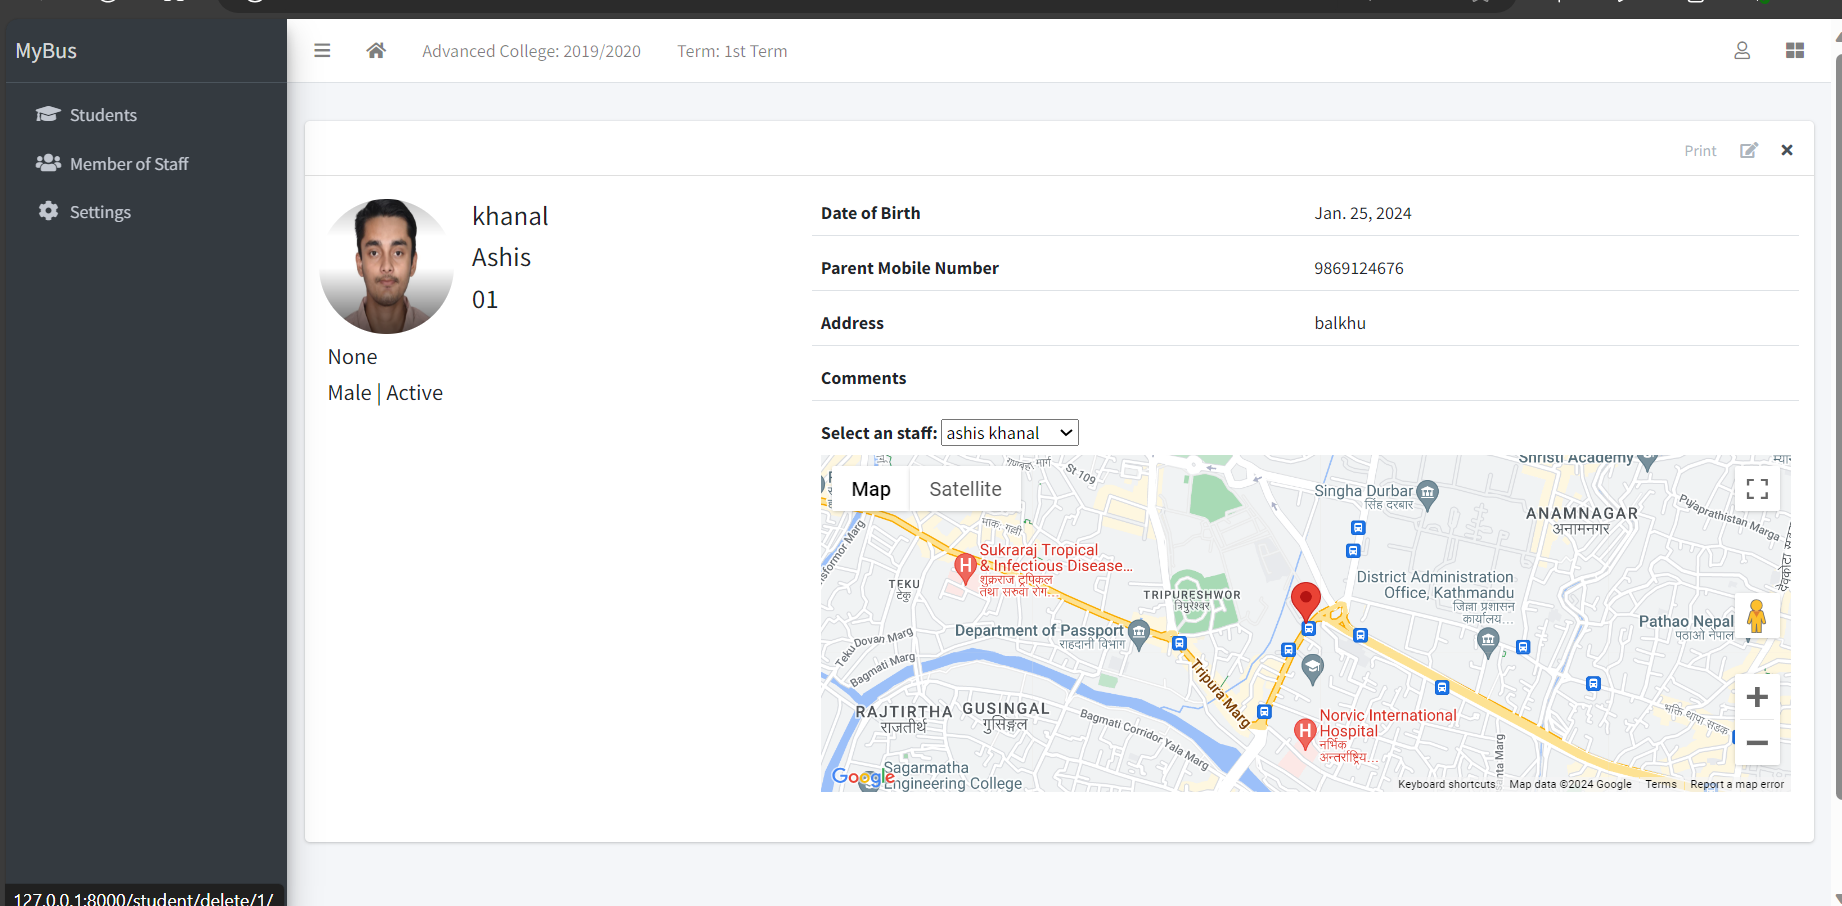 MyBus
Students
Member of Staff
Settings
Advanced College: 2019/2020
Term: 1st Term
Print
khanal
Ashis
01
None
Male | Active
Date of Birth
Jan. 25, 2024
Parent Mobile Number
9869124676
Address
balkhu
Comments
Select an staff:
ashis khanal
Map
Satellite
St 109
Shristi Academy
Singha Durbar
सिंह दरबार
ANAMNAGAR
अनामनगर
Pujaprathistan Marga
Sukraraj Tropical
& Infectious Disease...
शुक्रराज ट्रपिकल
तथा सरुवा रोग...
TEKU
टेकु
TRIPURESHWOR
त्रिपुरेश्वर
District Administration
Office, Kathmandu
जिल्ला प्रशासन
कार्यालय...
Department of Passport
राहदानी विभाग
Pathao Nepal
पठाओ नेपाल
Teku Dovan Marg
Bagmati Marg
Tripura Marg
RAJTIRTHA
राजतीर्थ
GUSINGAL
गुसिङ्गल
Bagmati Corridor Yala Marg
Norvic International
Hospital
नर्भिक
अन्तर्राष्ट्रिय...
Google
Sagarmatha
Engineering College
Keyboard shortcuts
Map data ©2024 Google
Terms
Report a map error
127.0.0.1:8000/student/delete/1/